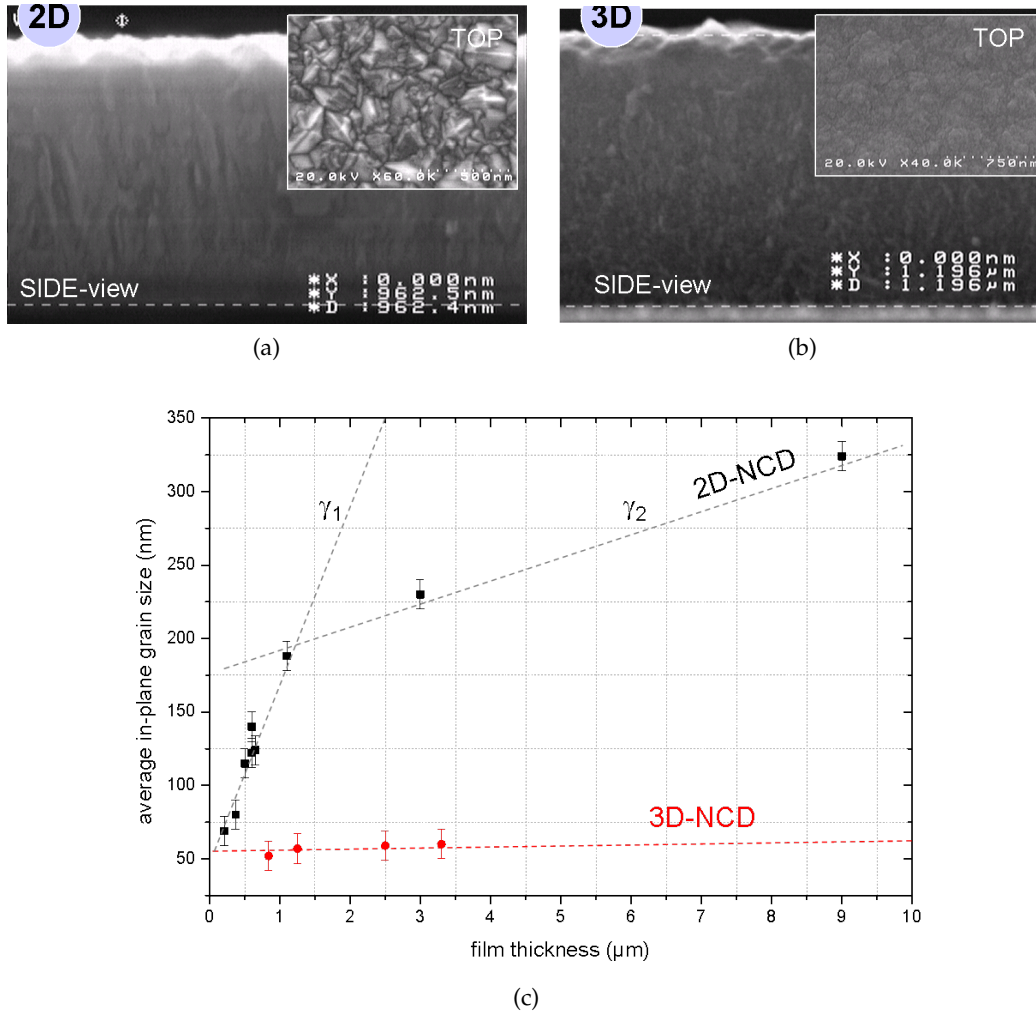 2D
Φ
TOP
20.0kV X60.0K 500nm
SIDE-view
✱X :0.000nm
✱Y :962.5nm
✱D :962.4nm
(a)
3D
TOP
20.0kV X40.0K 750nm
SIDE-view
✱X :0.000nm
✱Y :1.196µm
✱D :1.196µm
(b)
350
300
250
200
150
100
50
average in-plane grain size (nm)
γ1
γ2
2D-NCD
3D-NCD
0 1 2 3 4 5 6 7 8 9 10
film thickness (µm)
(c)